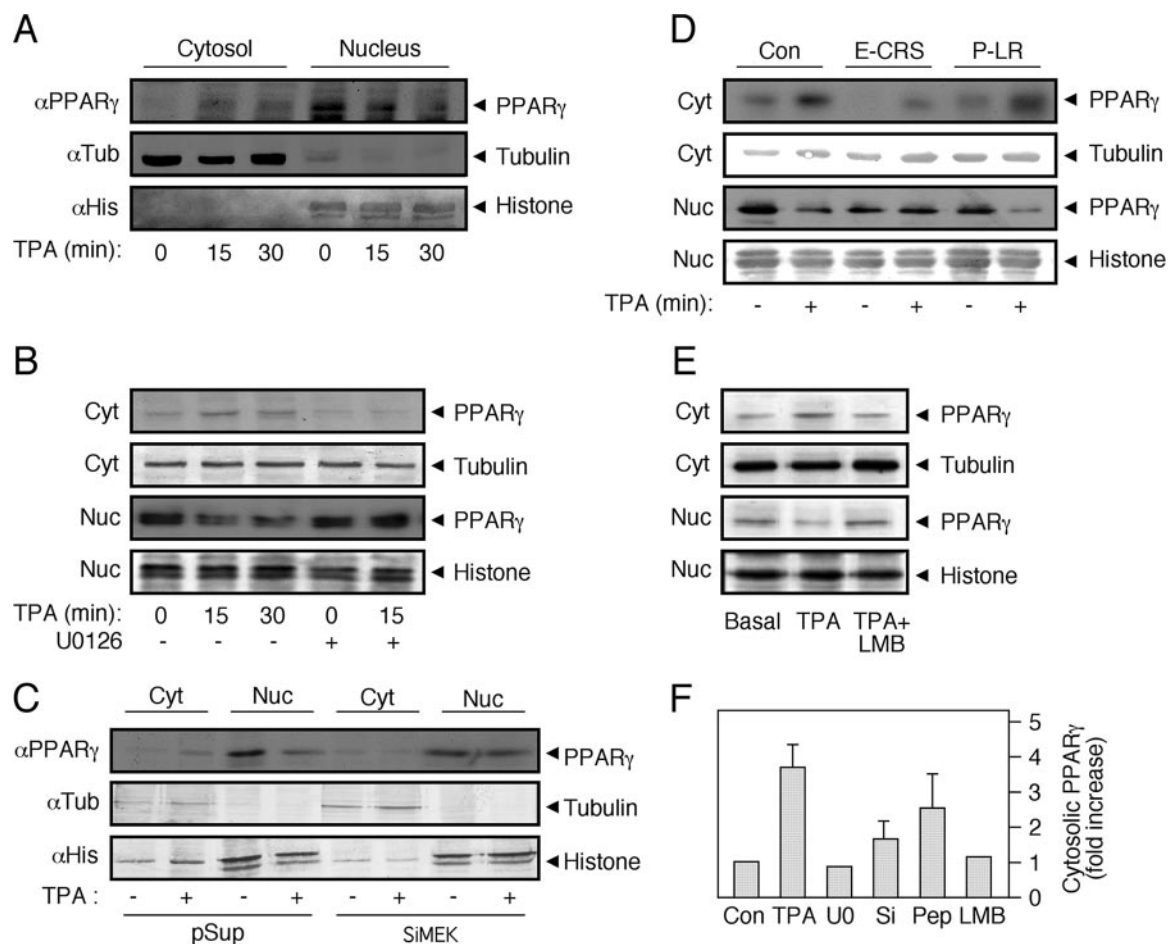 A
Cytosol Nucleus
αPPARγ PPARγ
αTub Tubulin
αHis Histone
TPA (min): 0 15 30 0 15 30
B
Cyt PPARγ
Cyt Tubulin
Nuc PPARγ
Nuc Histone
TPA (min): 0 15 30 0 15
U0126 - - - + +
C
Cyt Nuc Cyt Nuc
αPPARγ PPARγ
αTub Tubulin
αHis Histone
TPA : - + - + - + - +
pSup SiMEK
D
Con E-CRS P-LR
Cyt PPARγ
Cyt Tubulin
Nuc PPARγ
Nuc Histone
TPA (min): - + - + - +
E
Cyt PPARγ
Cyt Tubulin
Nuc PPARγ
Nuc Histone
Basal TPA TPA+
LMB
F
5
4
3
2
1
0
Cytosolic PPARγ
(fold increase)
Con TPA U0 Si Pep LMB